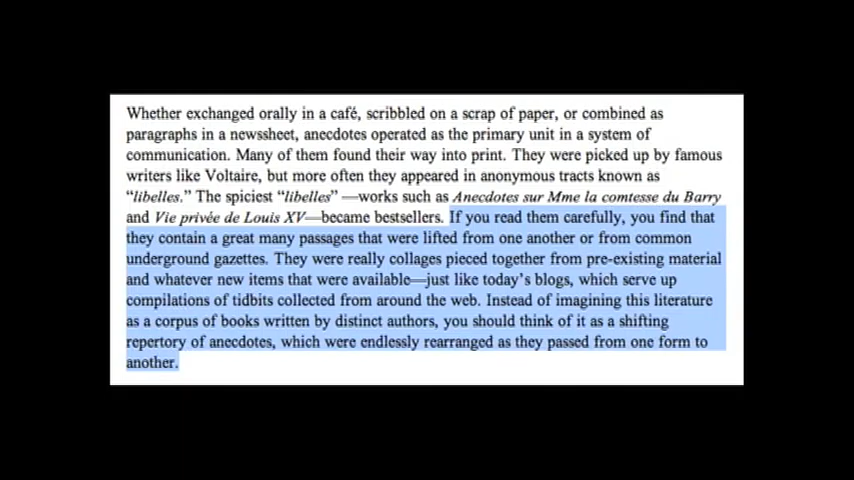 Whether exchanged orally in a café, scribbled on a scrap of paper, or combined as
paragraphs in a newssheet, anecdotes operated as the primary unit in a system of
communication. Many of them found their way into print. They were picked up by famous
writers like Voltaire, but more often they appeared in anonymous tracts known as
“libelles.” The spiciest “libelles” —works such as Anecdotes sur Mme la comtesse du Barry
and Vie privée de Louis XV—became bestsellers. If you read them carefully, you find that
they contain a great many passages that were lifted from one another or from common
underground gazettes. They were really collages pieced together from pre-existing material
and whatever new items that were available—just like today’s blogs, which serve up
compilations of tidbits collected from around the web. Instead of imagining this literature
as a corpus of books written by distinct authors, you should think of it as a shifting
repertory of anecdotes, which were endlessly rearranged as they passed from one form to
another.